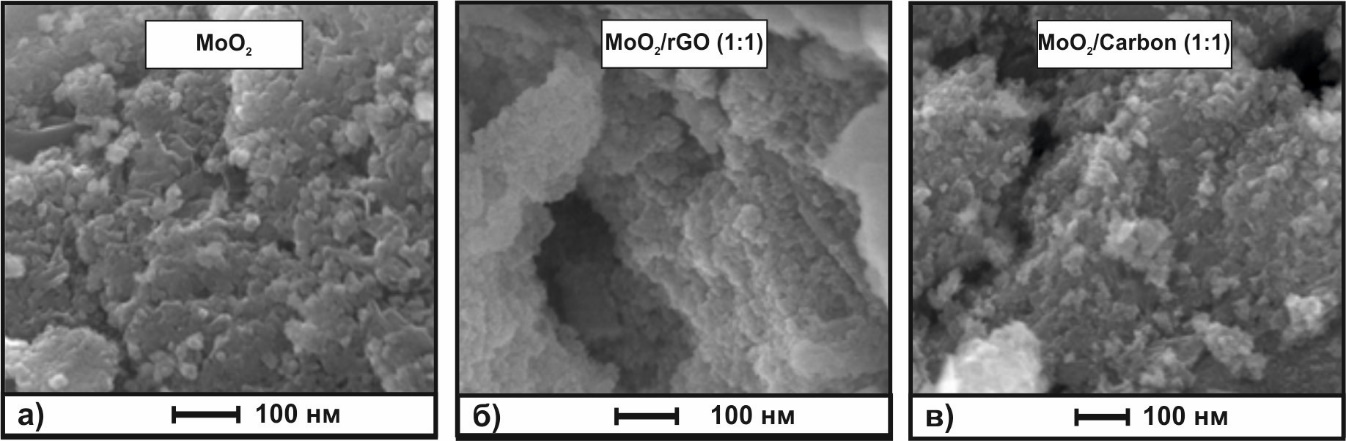 MoO₂
MoO₂/rGO (1:1)
MoO₂/Carbon (1:1)
а)
100 нм
б)
100 нм
в)
100 нм